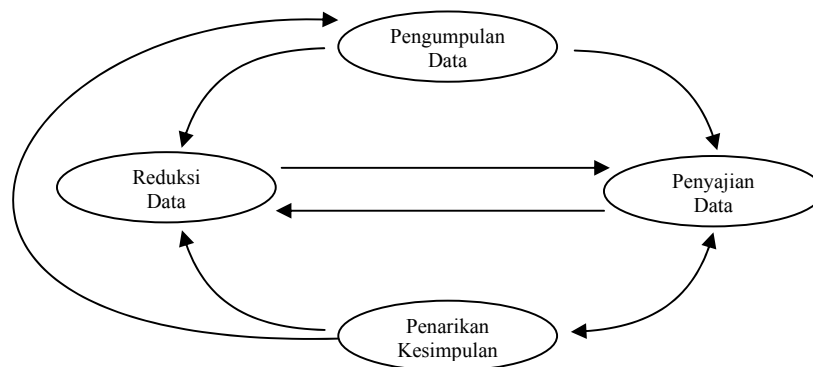 Pengumpulan
Data
Reduksi
Data
Penyajian
Data
Penarikan
Kesimpulan